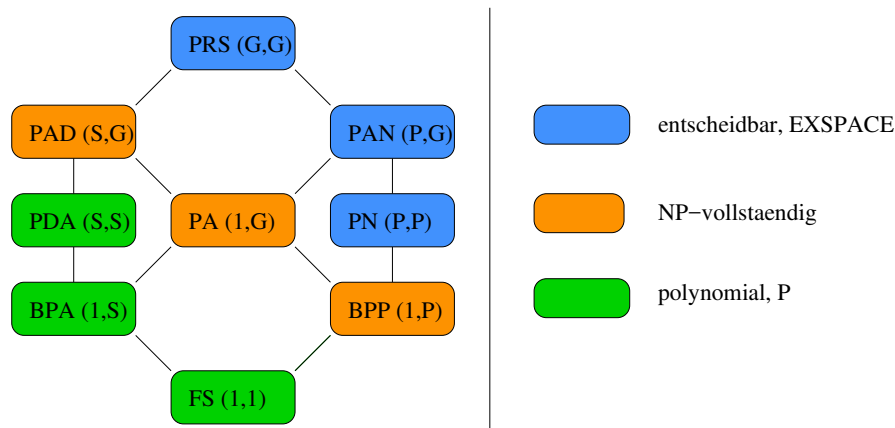 PRS (G,G)
PAD (S,G)
PAN (P,G)
PDA (S,S)
PA (1,G)
PN (P,P)
BPA (1,S)
BPP (1,P)
FS (1,1)
entscheidbar, EXSPACE
NP−vollstaendig
polynomial, P